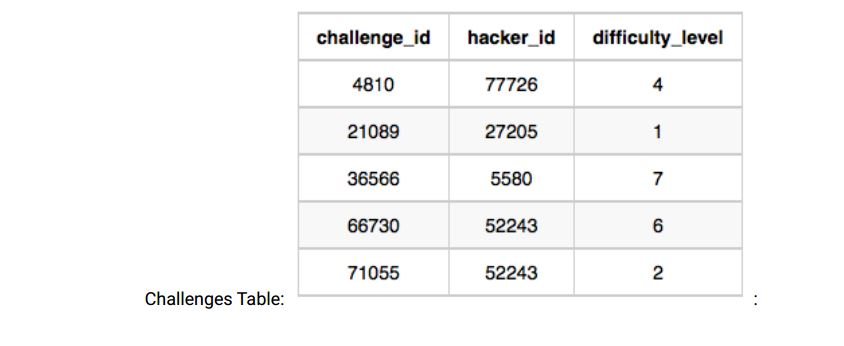 challenge_id hacker_id difficulty_level
4810 77726 4
21089 27205 1
36566 5580 7
66730 52243 6
71055 52243 2
Challenges Table: :